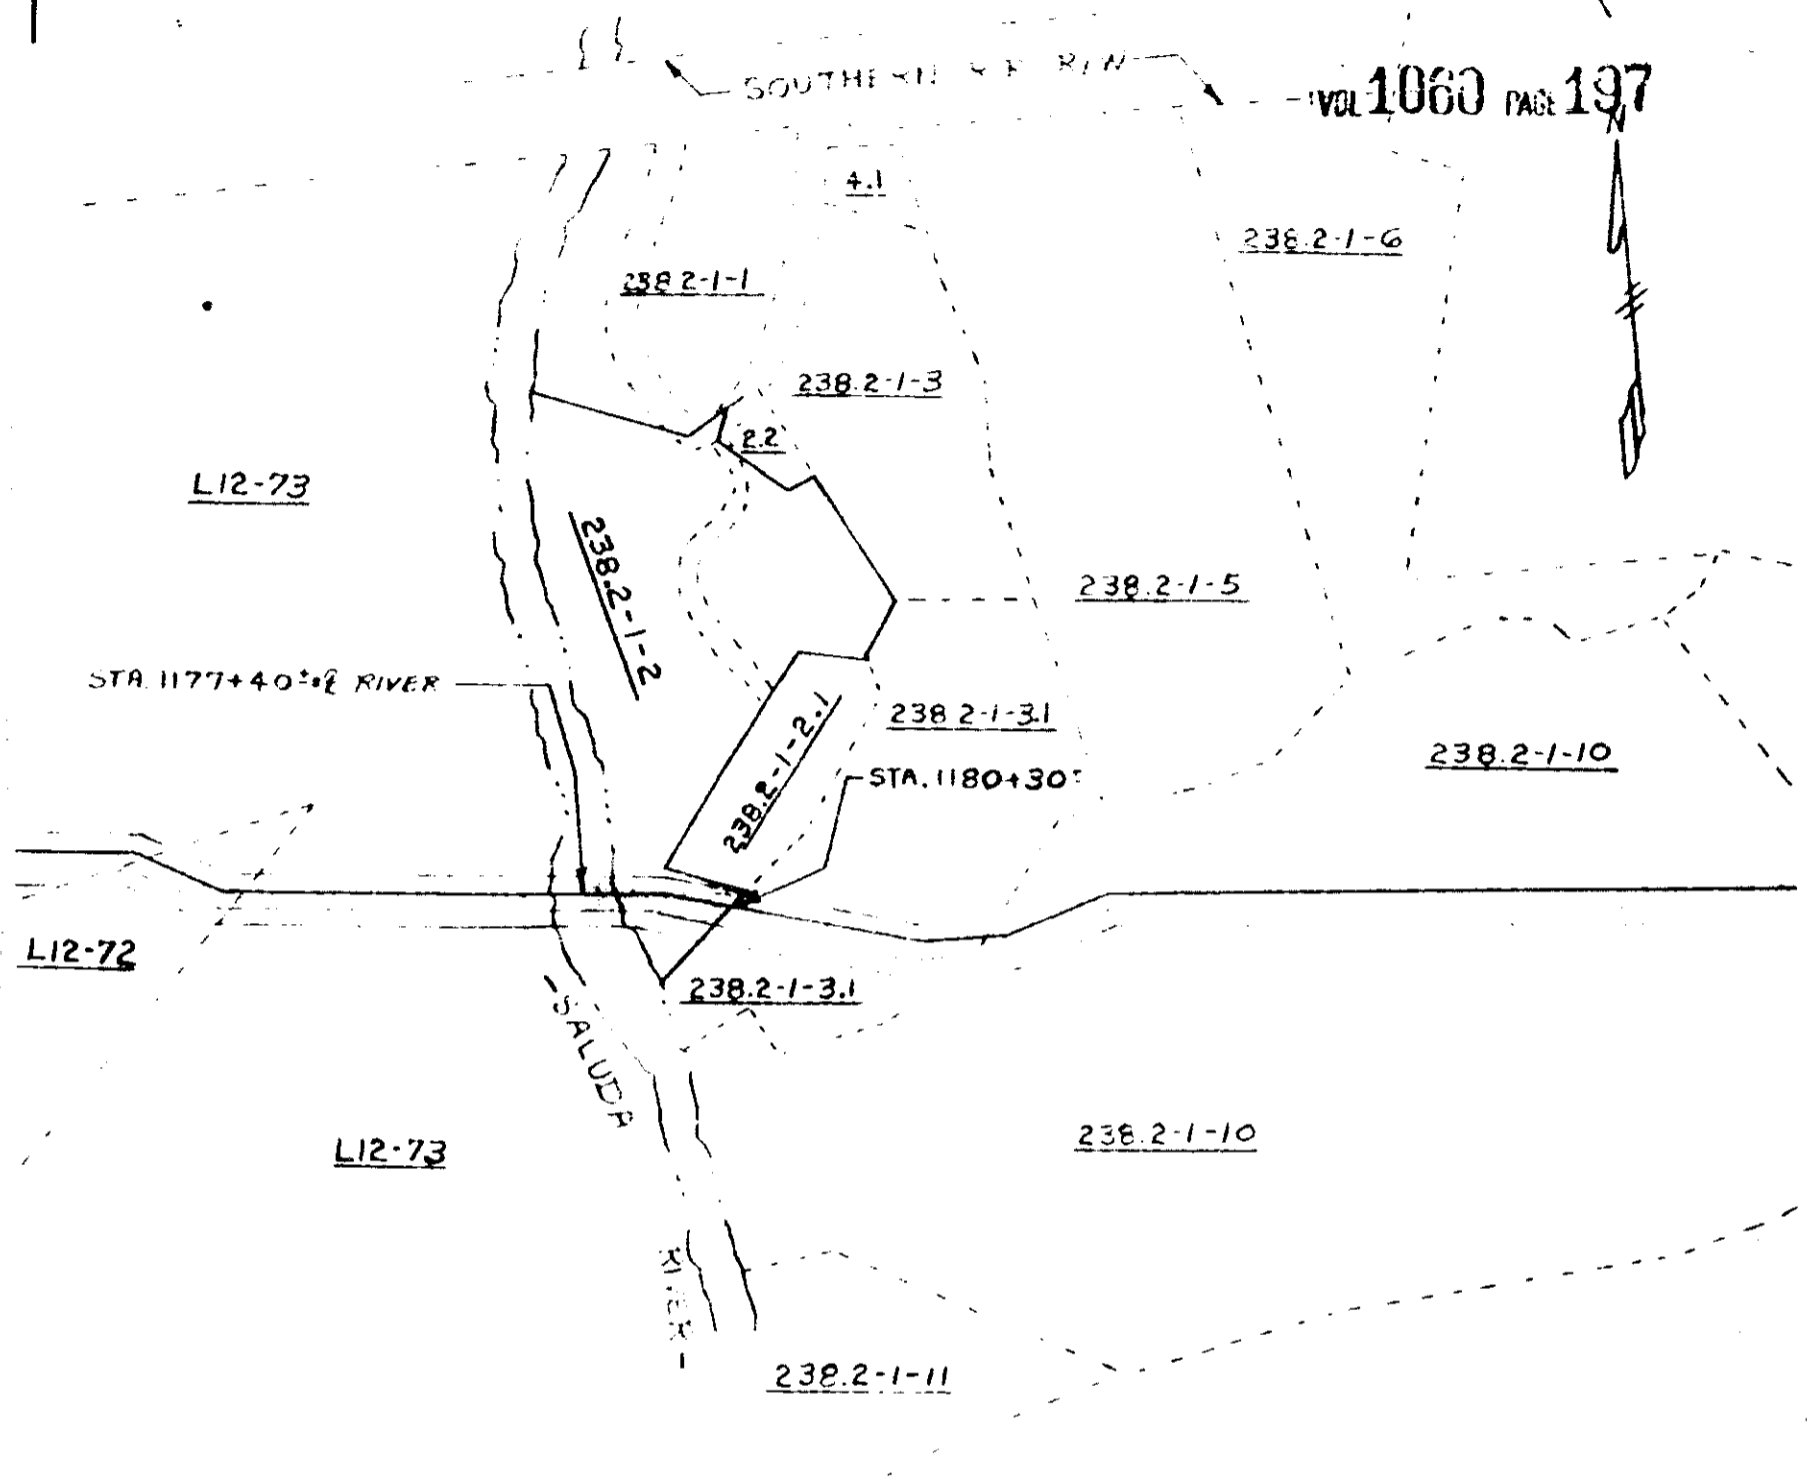 SOUTHERN R.R. R/W
VOL 1060 PAGE 197
N
4.1
238.2-1-6
238.2-1-1
238.2-1-3
2.2
L12-73
238.2-1-2
238.2-1-5
STA. 1177+40± ℄ RIVER
238.2-1-2.1
238.2-1-3.1
238.2-1-10
STA. 1180+30±
L12-72
238.2-1-3.1
-SALUDA
L12-73
238.2-1-10
RIVER-
238.2-1-11